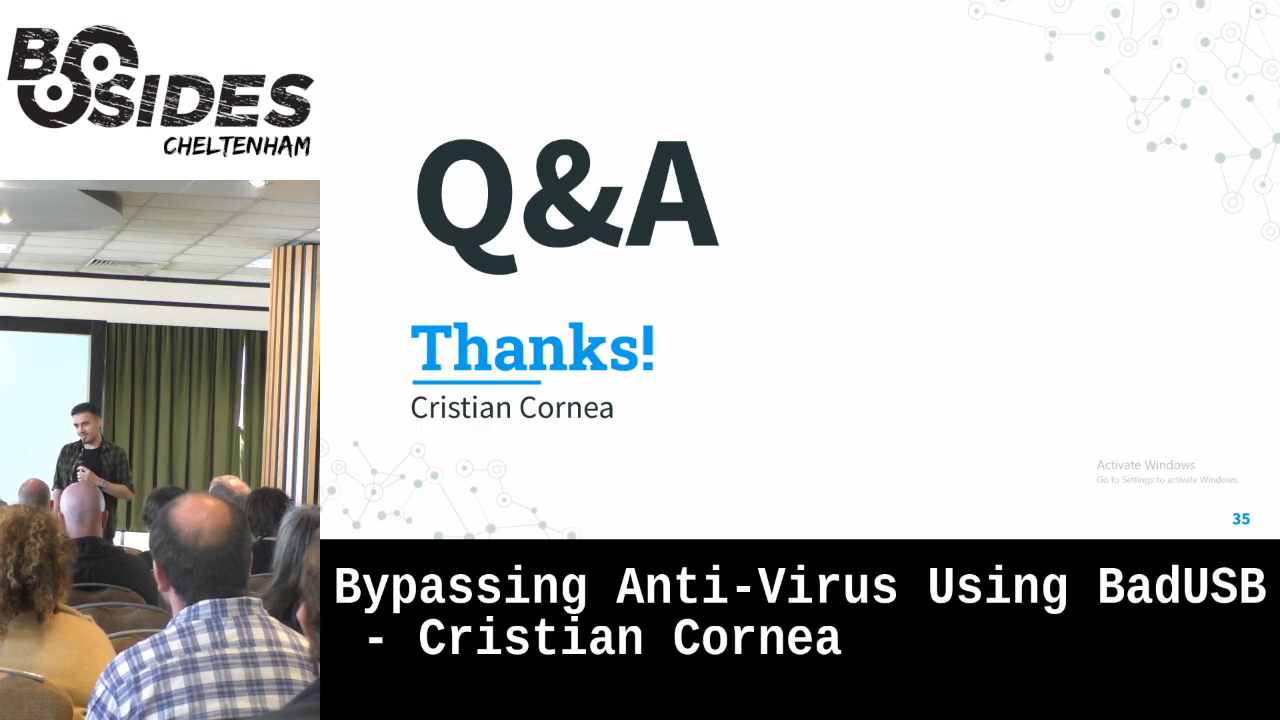 BSIDES
CHELTENHAM
Q&A
Thanks!
Cristian Cornea
Activate Windows
Go to Settings to activate Windows.
35
Bypassing Anti-Virus Using BadUSB
- Cristian Cornea